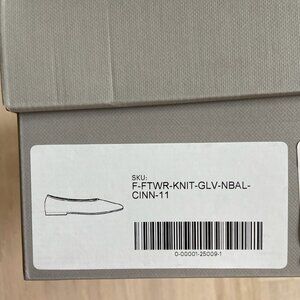 SKU:
F-FTWR-KNIT-GLV-NBAL-
CINN-11
0-00001-25009-1